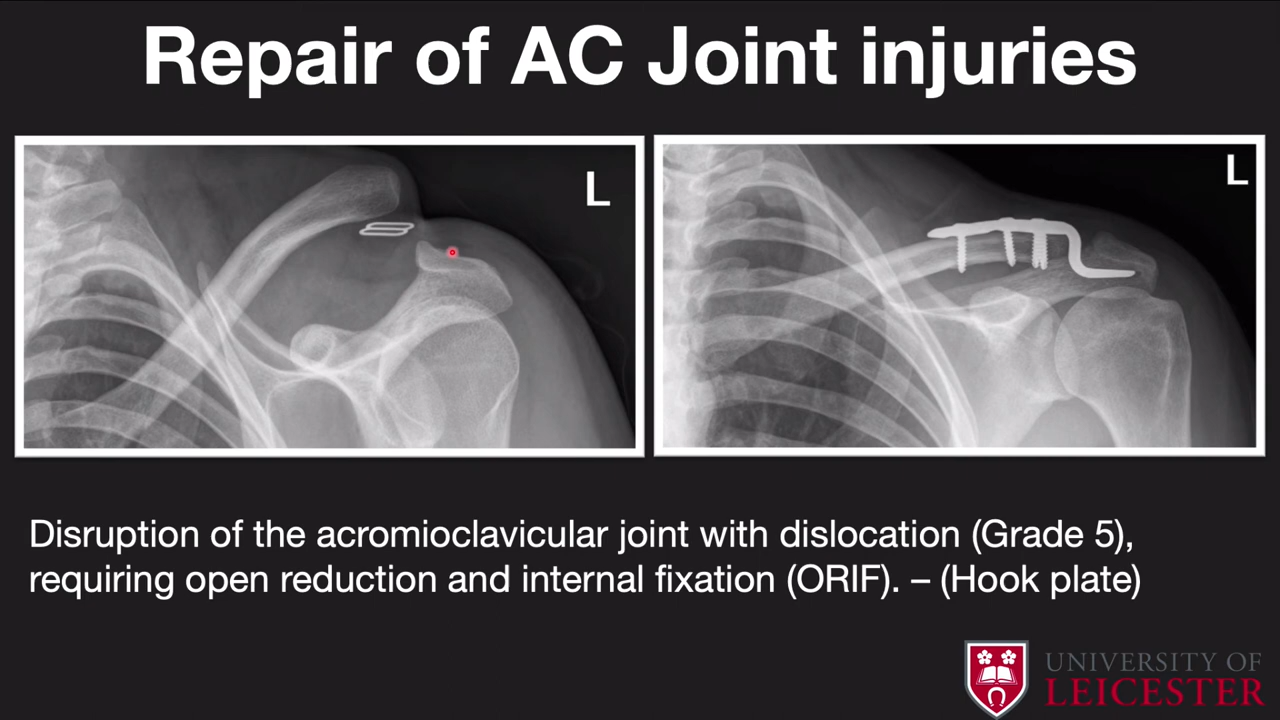 Repair of AC Joint injuries
L
L
Disruption of the acromioclavicular joint with dislocation (Grade 5),
requiring open reduction and internal fixation (ORIF). – (Hook plate)
UNIVERSITY OF
LEICESTER